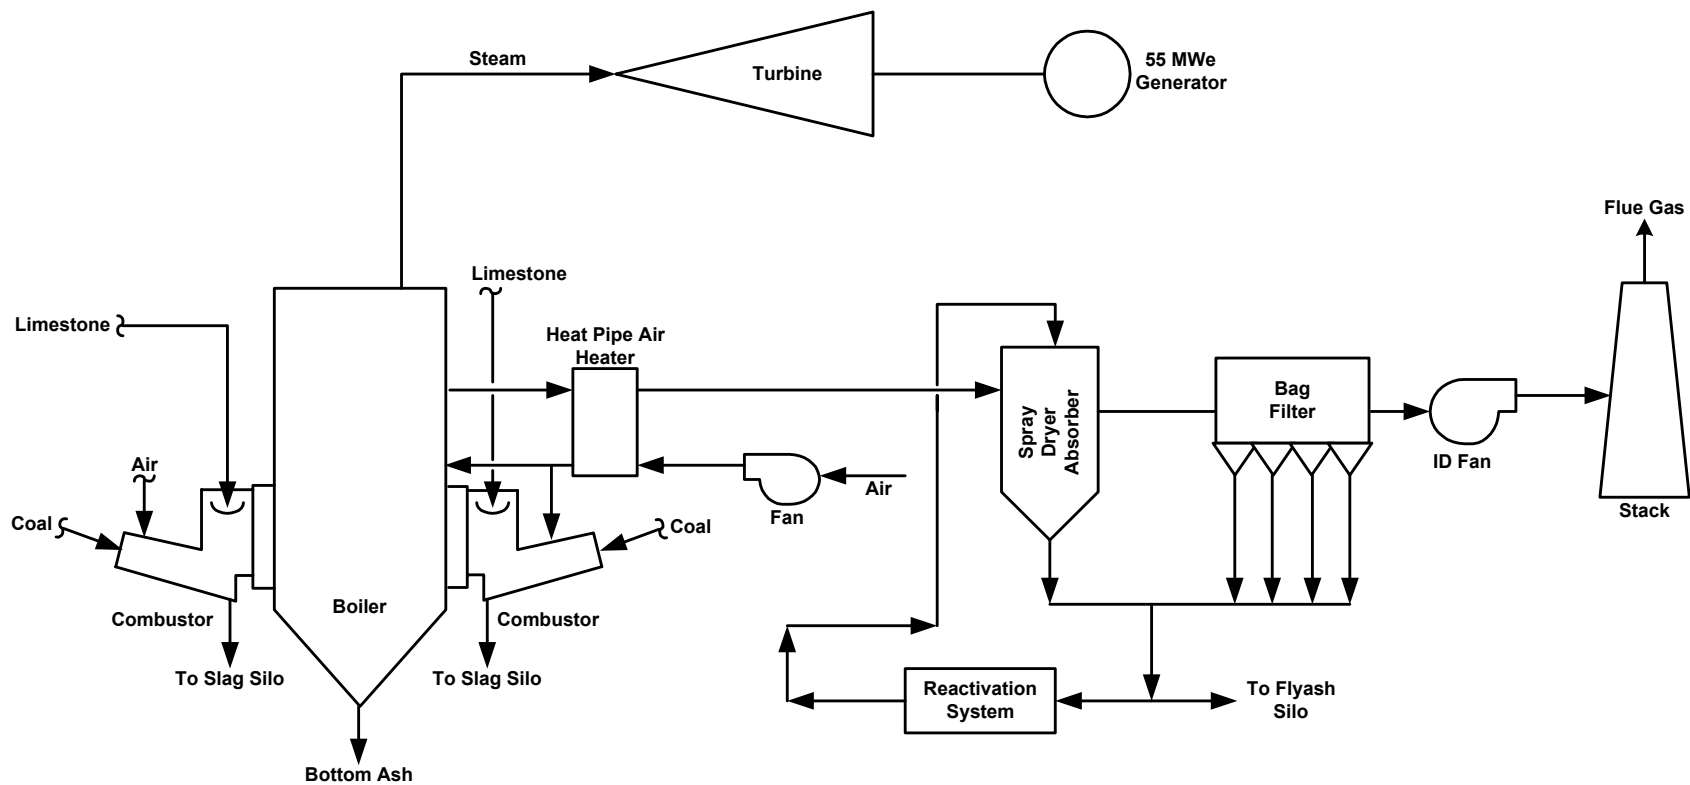 Steam
Turbine
55 MWe
Generator
Flue Gas
Limestone
Limestone
Heat Pipe Air
Heater
Spray
Dryer
Absorber
Bag
Filter
ID Fan
Stack
Air
Coal
Air
Fan
Coal
Boiler
Combustor
Combustor
To Slag Silo
To Slag Silo
Reactivation
System
To Flyash
Silo
Bottom Ash